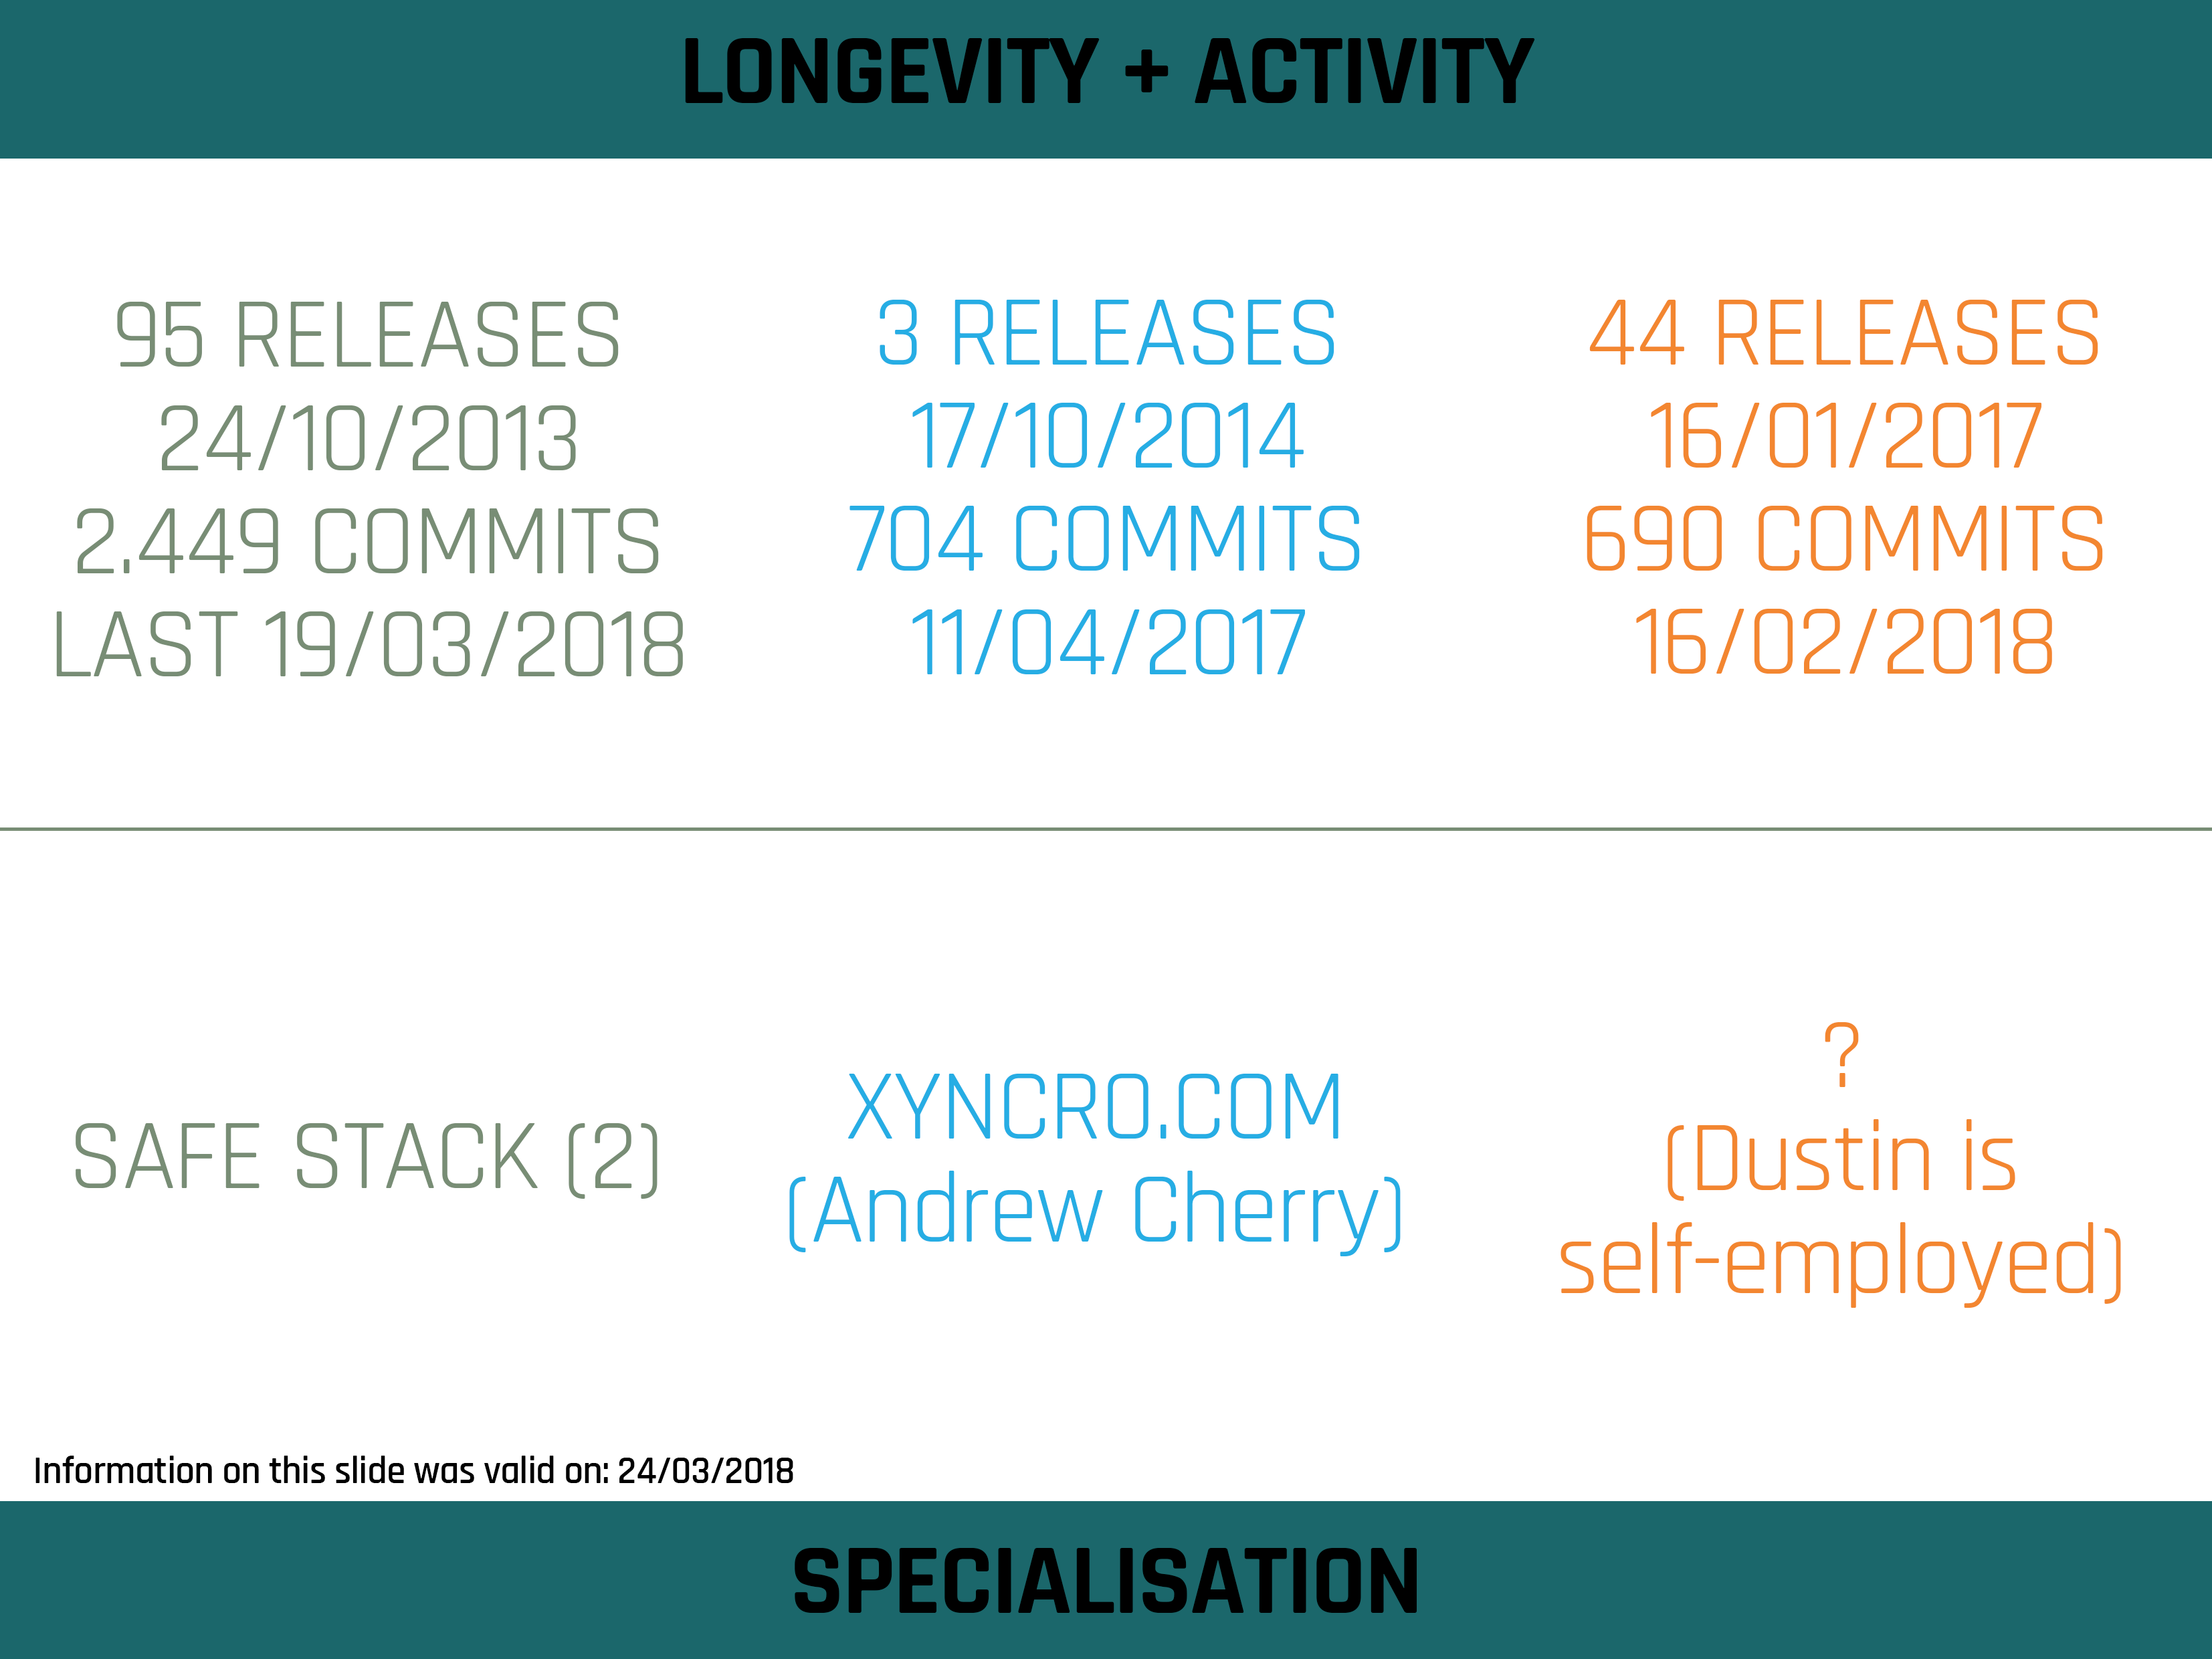 LONGEVITY + ACTIVITY
95 RELEASES
24/10/2013
2.449 COMMITS
LAST 19/03/2018
3 RELEASES
17/10/2014
704 COMMITS
11/04/2017
44 RELEASES
16/01/2017
690 COMMITS
16/02/2018
SAFE STACK (2)
XYNCRO.COM
(Andrew Cherry)
?
(Dustin is
self-employed)
Information on this slide was valid on: 24/03/2018
SPECIALISATION